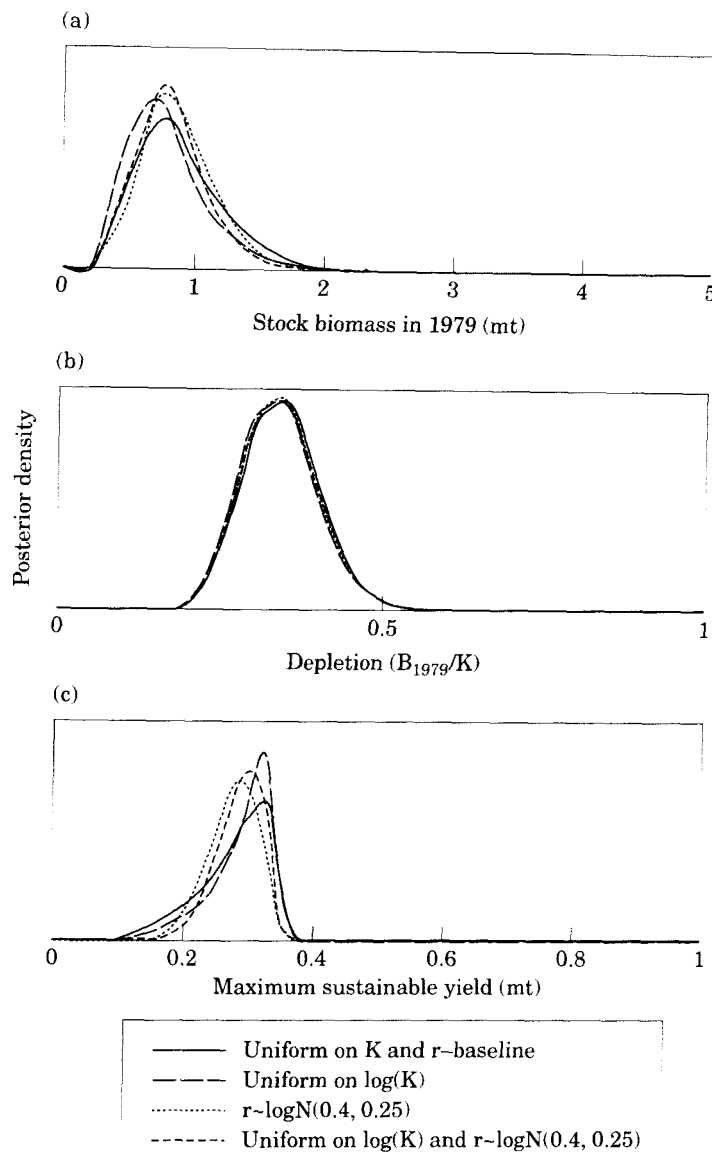 (a)
0 1 2 3 4 5
Stock biomass in 1979 (mt)
(b)
Posterior density
0 0.5 1
Depletion (B₁₉₇₉/K)
(c)
0 0.2 0.4 0.6 0.8 1
Maximum sustainable yield (mt)
Uniform on K and r–baseline
Uniform on log(K)
r~logN(0.4, 0.25)
Uniform on log(K) and r~logN(0.4, 0.25)